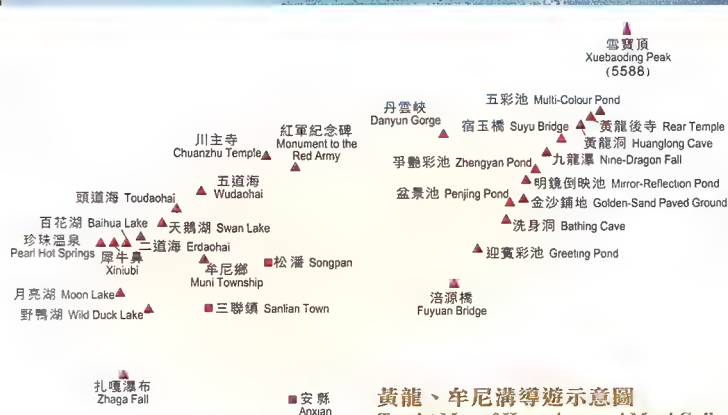 雪寶頂
Xuebaoding Peak
(5588)
五彩池 Multi-Colour Pond
丹雲峽
Danyun Gorge
宿玉橋 Suyu Bridge
黃龍後寺 Rear Temple
黃龍洞 Huanglong Cave
紅軍紀念碑
Monument to the
Red Army
川主寺
Chuanzhu Temple
爭艷彩池 Zhengyan Pond
九龍瀑 Nine-Dragon Fall
五道海
Wudaohai
明鏡倒映池 Mirror-Reflection Pond
頭道海 Toudaohai
盆景池 Penjing Pond
金沙鋪地 Golden-Sand Paved Ground
百花湖 Baihua Lake
天鵝湖 Swan Lake
洗身洞 Bathing Cave
珍珠溫泉
Pearl Hot Springs
犀牛鼻
Xiniubi
二道海 Erdaohai
迎賓彩池 Greeting Pond
牟尼鄉
Muni Township
松潘 Songpan
月亮湖 Moon Lake
涪源橋
Fuyuan Bridge
野鴨湖 Wild Duck Lake
三聯鎮 Sanlian Town
扎嘎瀑布
Zhaga Fall
安縣
Anxian
黃龍、牟尼溝導遊示意圖